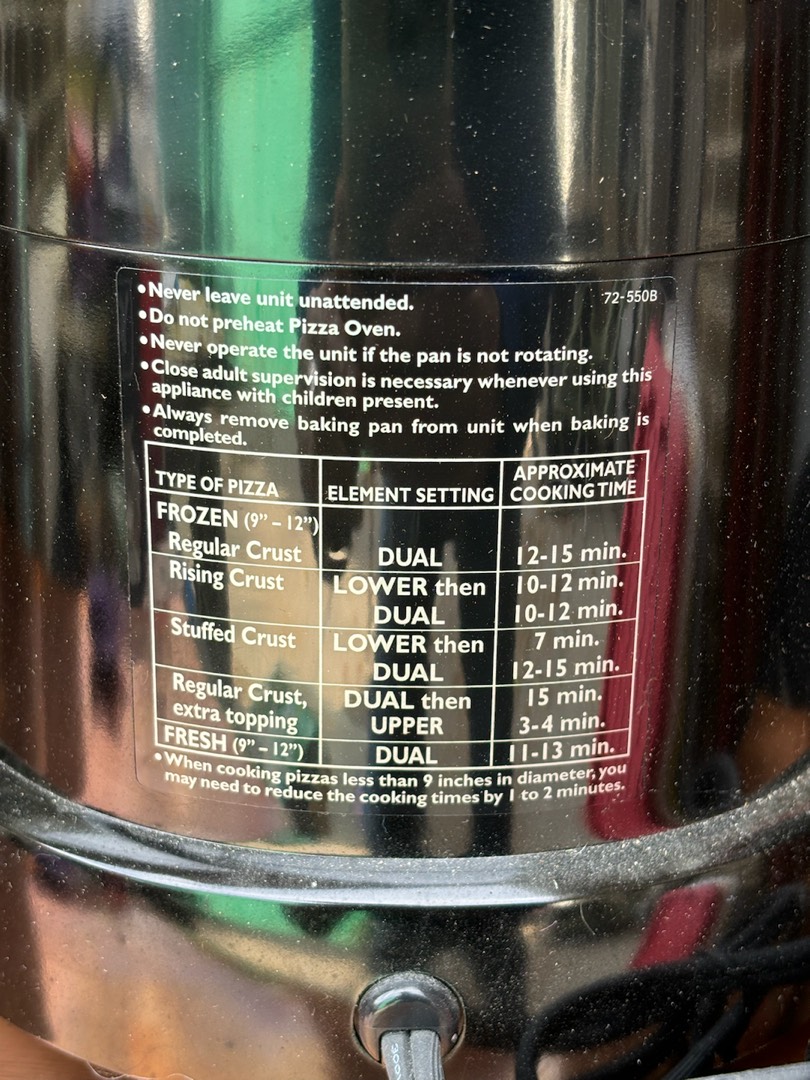 •Never leave unit unattended. 72-550B
•Do not preheat Pizza Oven.
•Never operate the unit if the pan is not rotating.
•Close adult supervision is necessary whenever using this
appliance with children present.
•Always remove baking pan from unit when baking is
completed.
TYPE OF PIZZA ELEMENT SETTING APPROXIMATE COOKING TIME
FROZEN (9” – 12”)
Regular Crust DUAL 12-15 min.
Rising Crust LOWER then 10-12 min.
DUAL 10-12 min.
Stuffed Crust LOWER then 7 min.
DUAL 12-15 min.
Regular Crust, DUAL then 15 min.
extra topping UPPER 3-4 min.
FRESH (9” – 12”) DUAL 11-13 min.
•When cooking pizzas less than 9 inches in diameter, you
may need to reduce the cooking times by 1 to 2 minutes.